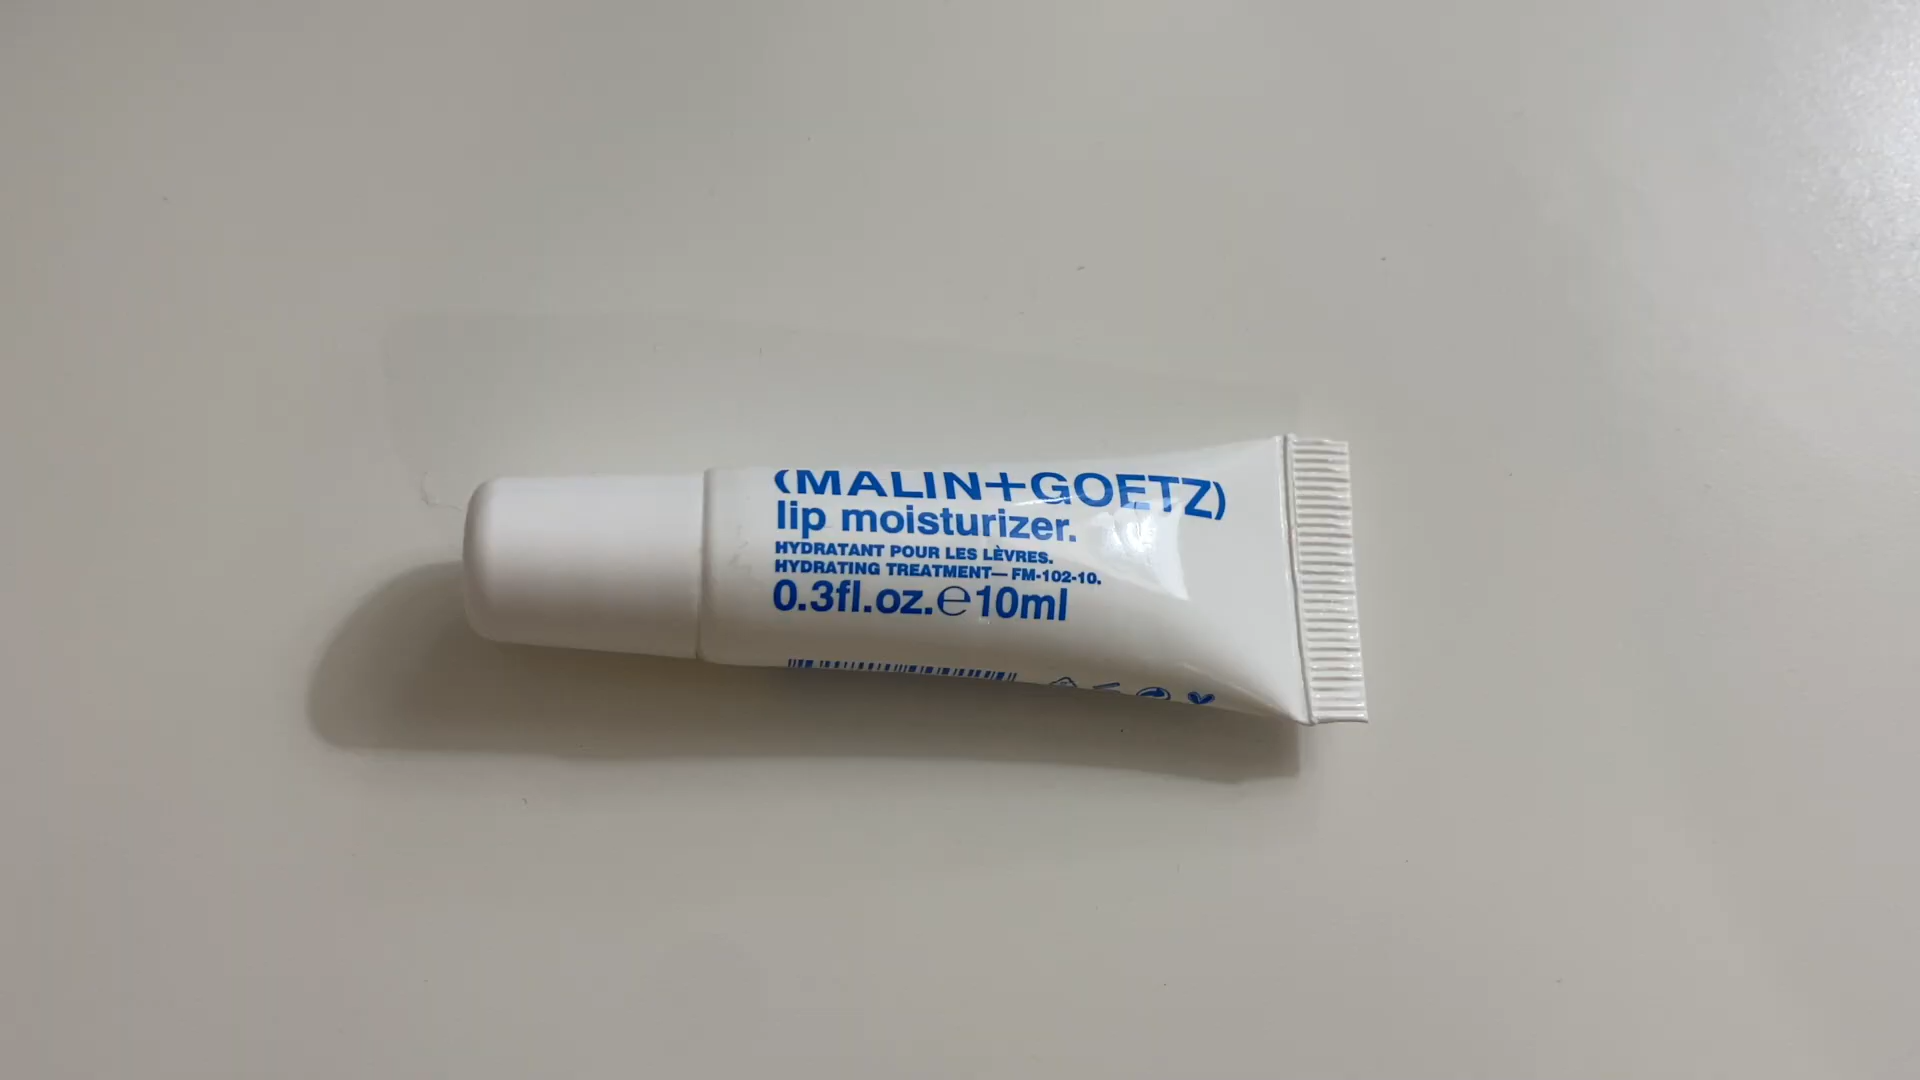 (MALIN+GOETZ)
lip moisturizer.
HYDRATANT POUR LES LÈVRES.
HYDRATING TREATMENT— FM-102-10.
0.3fl.oz.℮10ml